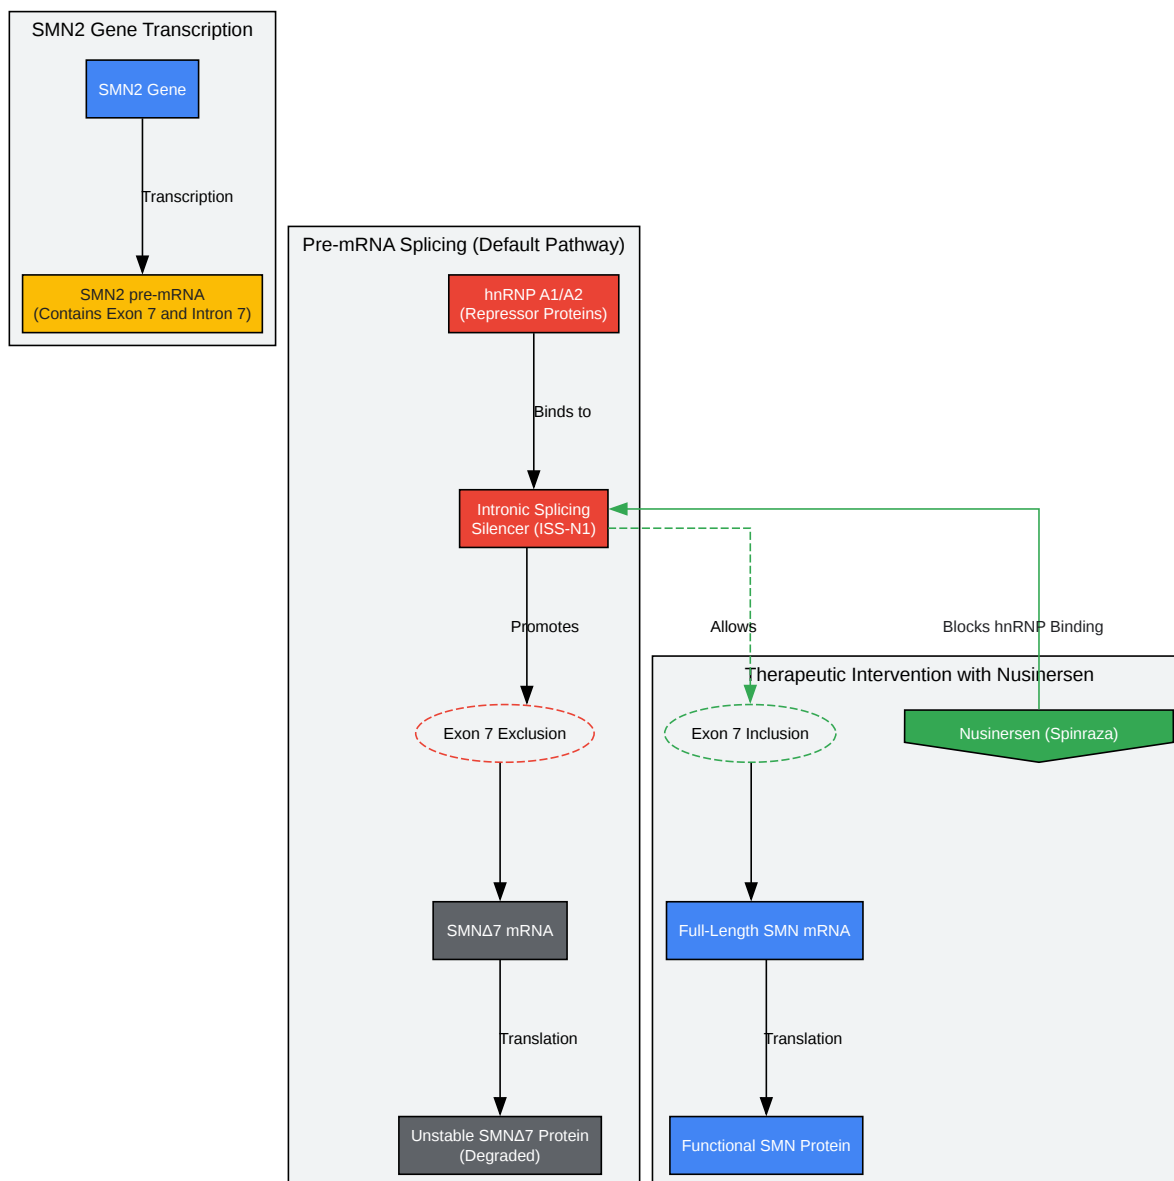 SMN2 Gene Transcription
SMN2 Gene
Transcription
SMN2 pre-mRNA
(Contains Exon 7 and Intron 7)
Pre-mRNA Splicing (Default Pathway)
hnRNP A1/A2
(Repressor Proteins)
Binds to
Intronic Splicing
Silencer (ISS-N1)
Promotes
Exon 7 Exclusion
SMNΔ7 mRNA
Translation
Unstable SMNΔ7 Protein
(Degraded)
Allows
Blocks hnRNP Binding
Therapeutic Intervention with Nusinersen
Exon 7 Inclusion
Nusinersen (Spinraza)
Full-Length SMN mRNA
Translation
Functional SMN Protein